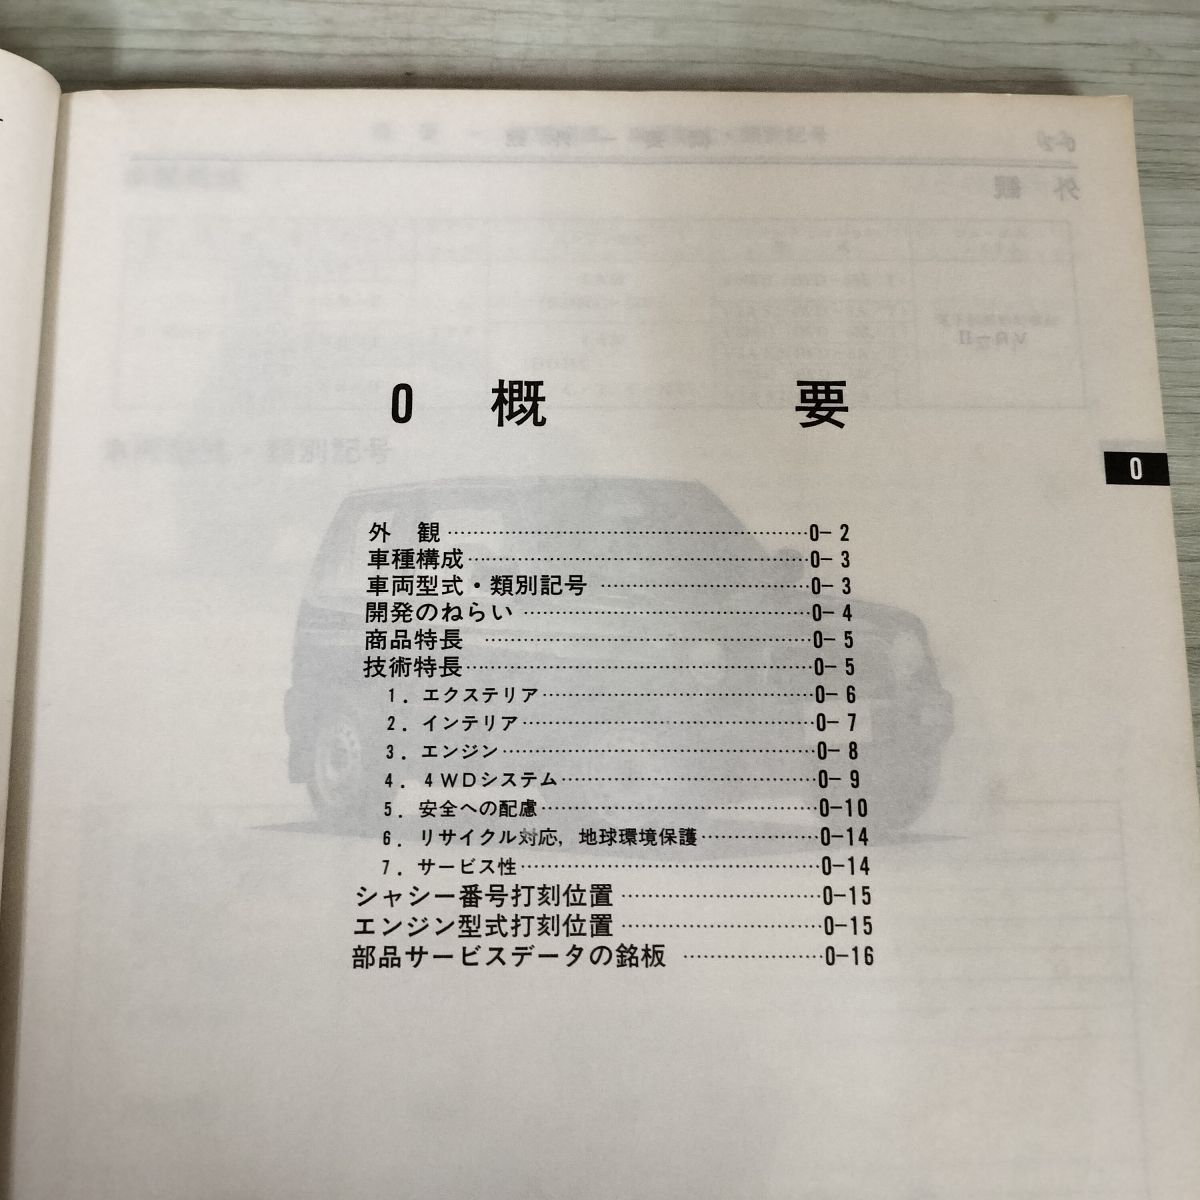 0 概 要
0
外 観 0-2
車種構成 0-3
車両型式・類別記号 0-3
開発のねらい 0-4
商品特長 0-5
技術特長 0-5
1. エクステリア 0-6
2. インテリア 0-7
3. エンジン 0-8
4. 4WDシステム 0-9
5. 安全への配慮 0-10
6. リサイクル対応, 地球環境保護 0-14
7. サービス性 0-14
シャシー番号打刻位置 0-15
エンジン型式打刻位置 0-15
部品サービスデータの銘板 0-16